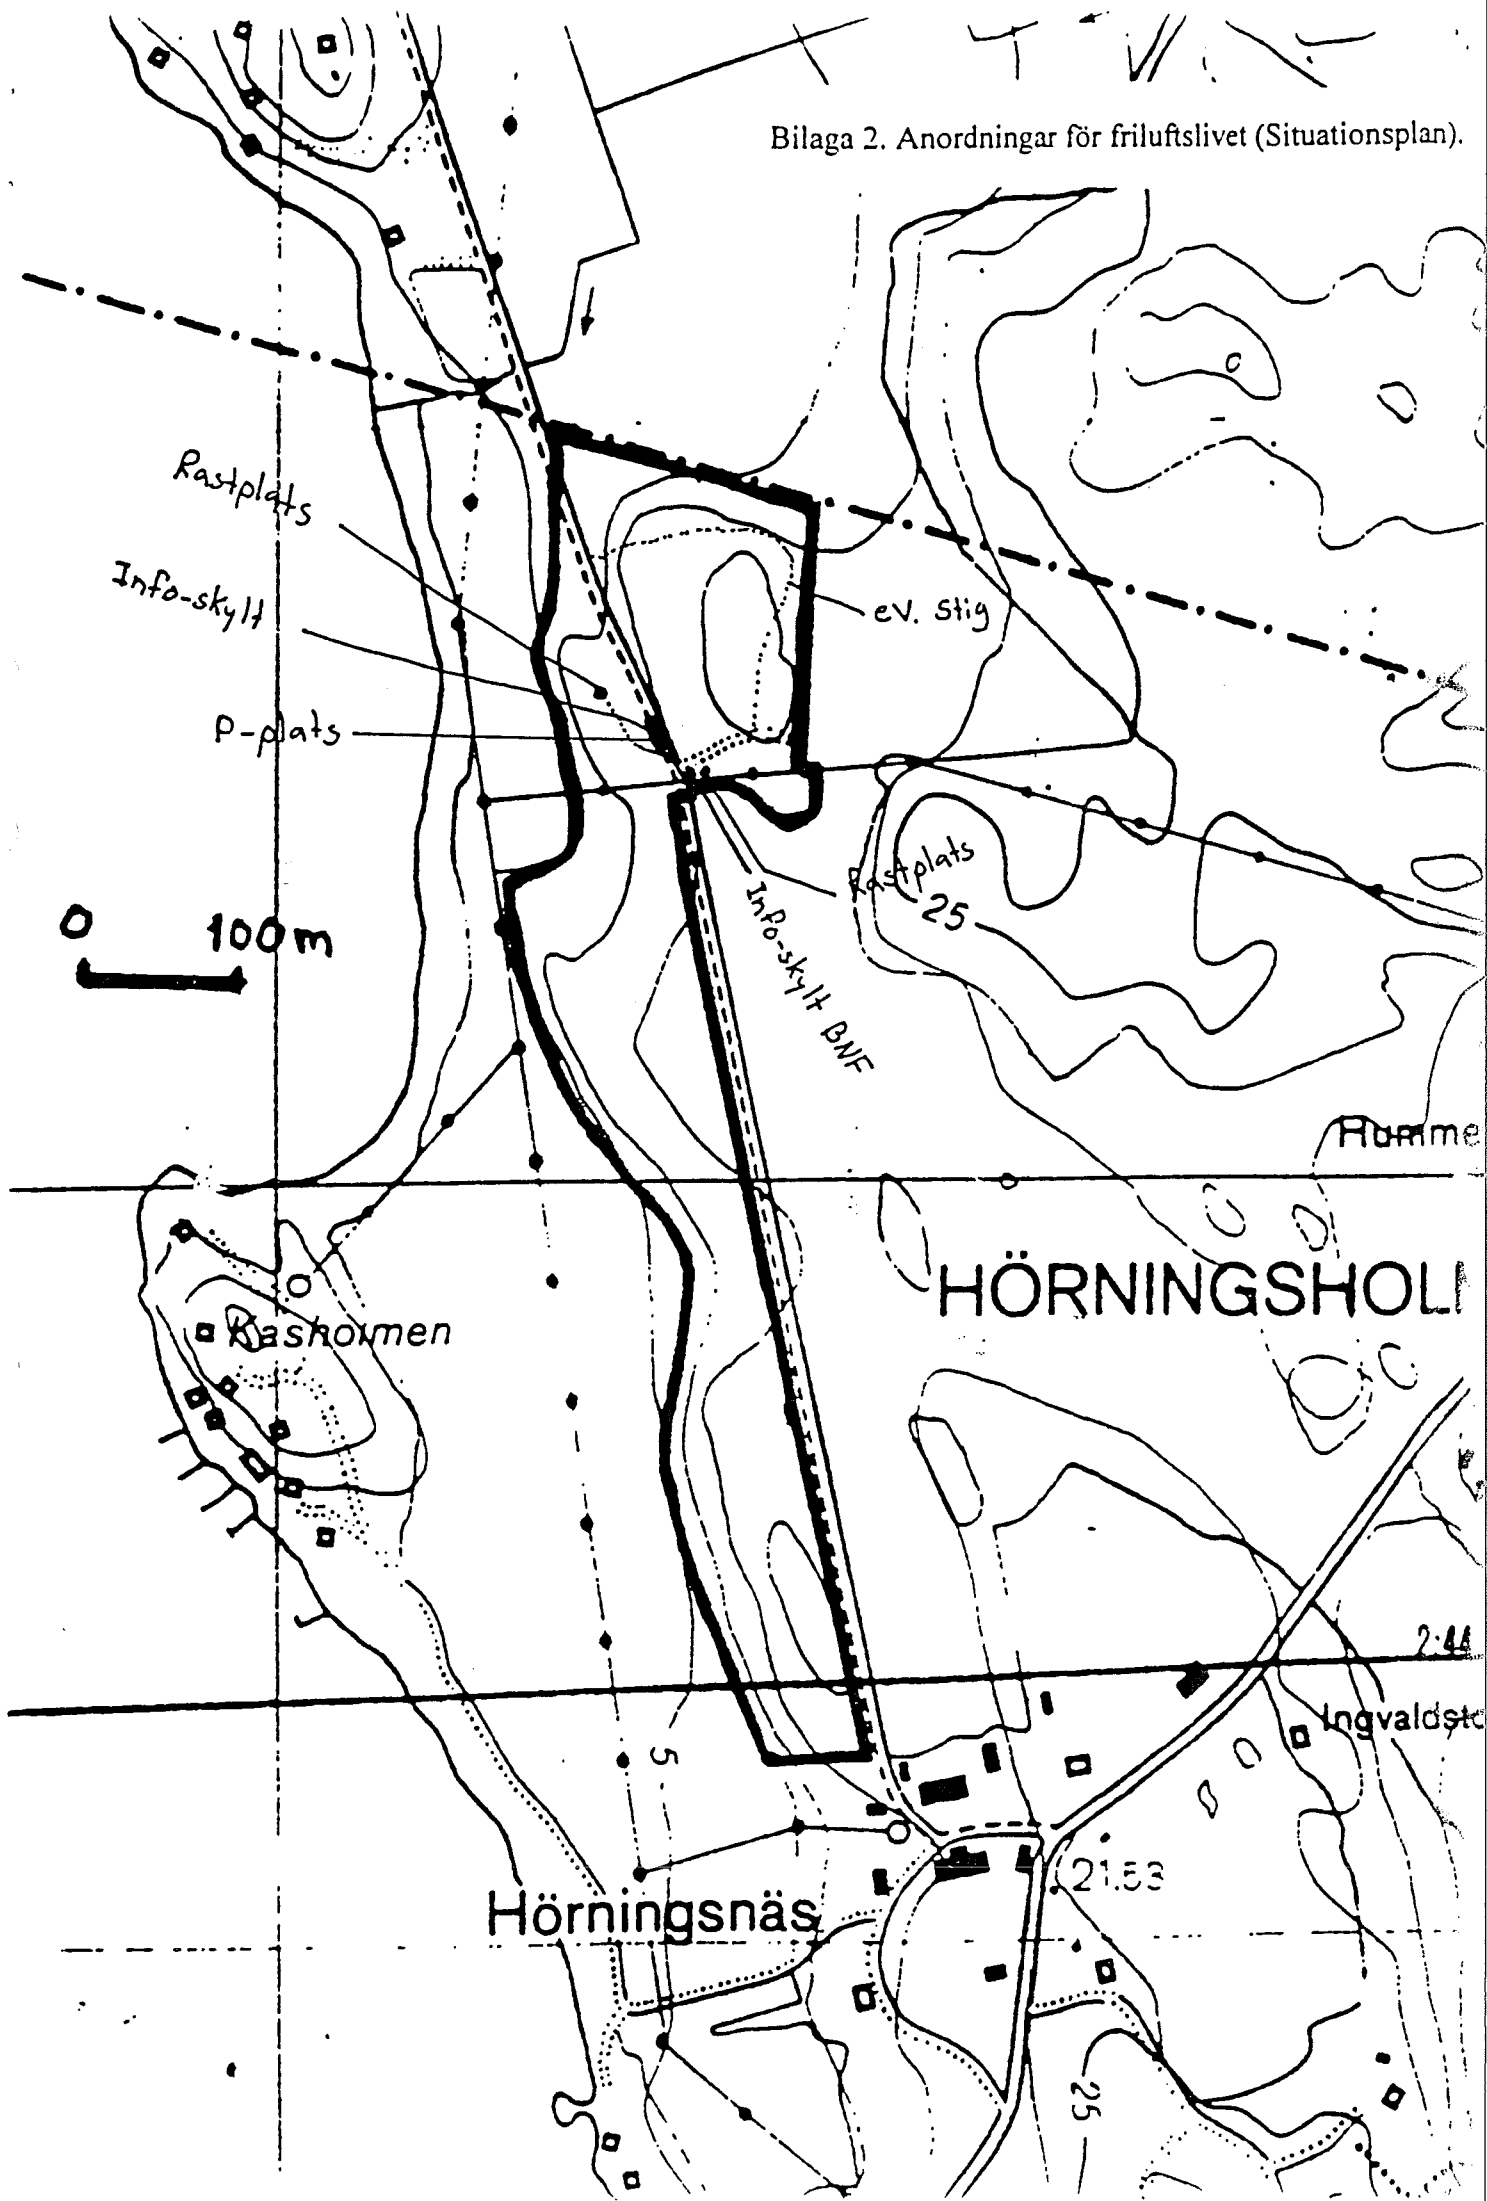 Bilaga 2. Anordningar för friluftslivet (Situationsplan).
Rastplats
Info-skylt
ev. stig
P-plats
Rastplats
25
0 100m
Info-skylt BNF
Humme
HÖRNINGSHOL
Kasholmen
2:44
Ingvaldsto
5
21.53
Hörningsnäs
25